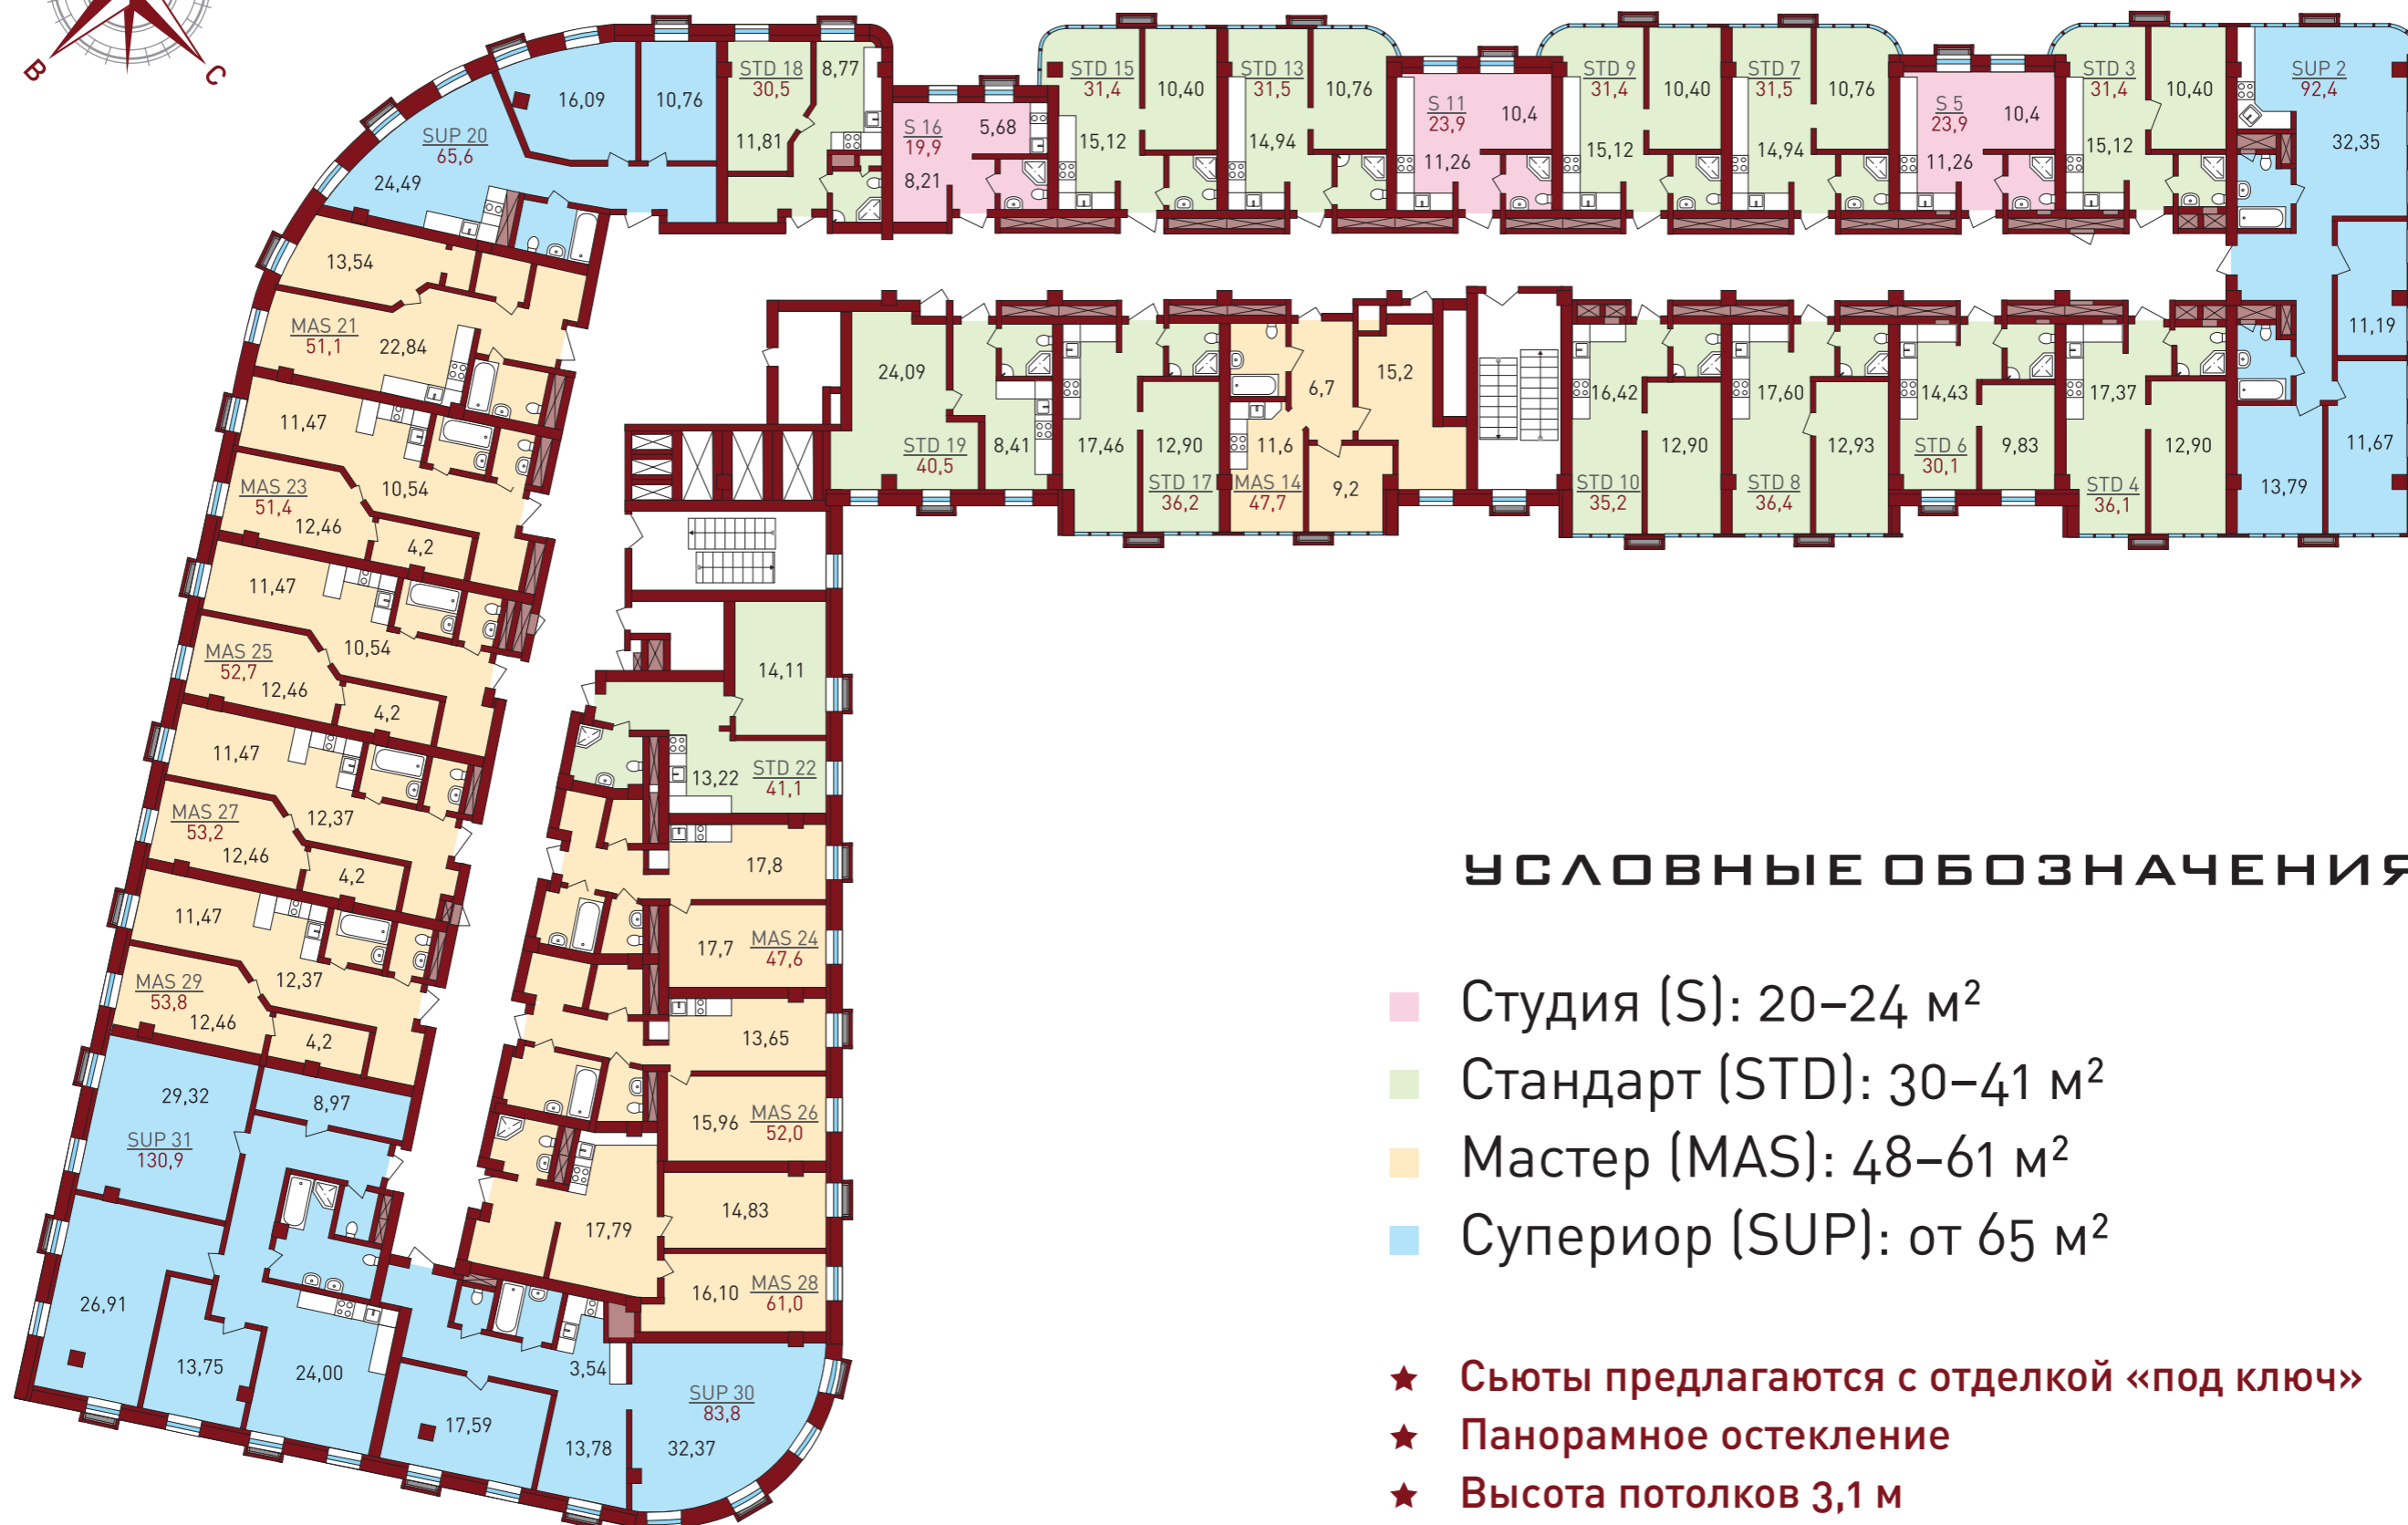 В
С
STD 18
30,5
8,77
11,81
16,09
10,76
SUP 20
65,6
24,49
S 16
19,9
5,68
8,21
STD 15
31,4
10,40
15,12
STD 13
31,5
10,76
14,94
S 11
23,9
10,4
11,26
STD 9
31,4
10,40
15,12
STD 7
31,5
10,76
14,94
S 5
23,9
10,4
11,26
STD 3
31,4
10,40
15,12
SUP 2
92,4
32,35
11,19
11,67
13,79
13,54
MAS 21
51,1
22,84
24,09
STD 19
40,5
8,41
17,46
12,90
STD 17
36,2
6,7
15,2
11,6
MAS 14
47,7
9,2
16,42
12,90
STD 10
35,2
17,60
12,93
STD 8
36,4
14,43
9,83
STD 6
30,1
17,37
12,90
STD 4
36,1
11,47
10,54
MAS 23
51,4
12,46
4,2
11,47
10,54
MAS 25
52,7
12,46
4,2
14,11
13,22
STD 22
41,1
11,47
12,37
MAS 27
53,2
12,46
4,2
17,8
17,7
MAS 24
47,6
11,47
12,37
MAS 29
53,8
12,46
4,2
13,65
15,96
MAS 26
52,0
29,32
8,97
SUP 31
130,9
14,83
17,79
16,10
MAS 28
61,0
26,91
13,75
24,00
3,54
17,59
13,78
SUP 30
83,8
32,37
УСЛОВНЫЕ ОБОЗНАЧЕНИЯ
Студия (S): 20–24 м²
Стандарт (STD): 30–41 м²
Мастер (MAS): 48–61 м²
Супериор (SUP): от 65 м²
Сьюты предлагаются с отделкой «под ключ»
Панорамное остекление
Высота потолков 3,1 м